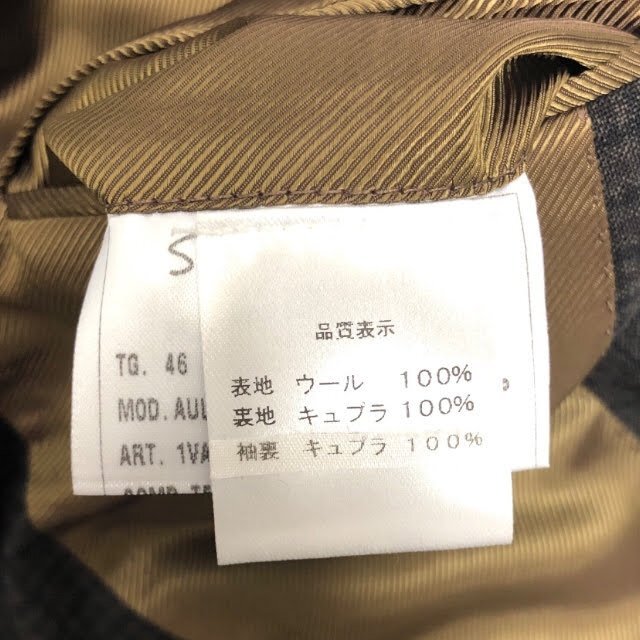 S
品質表示
TG. 46
MOD. AUL
ART. 1VA
表地 ウール 100%
裏地 キュプラ 100%
袖裏 キュプラ 100%